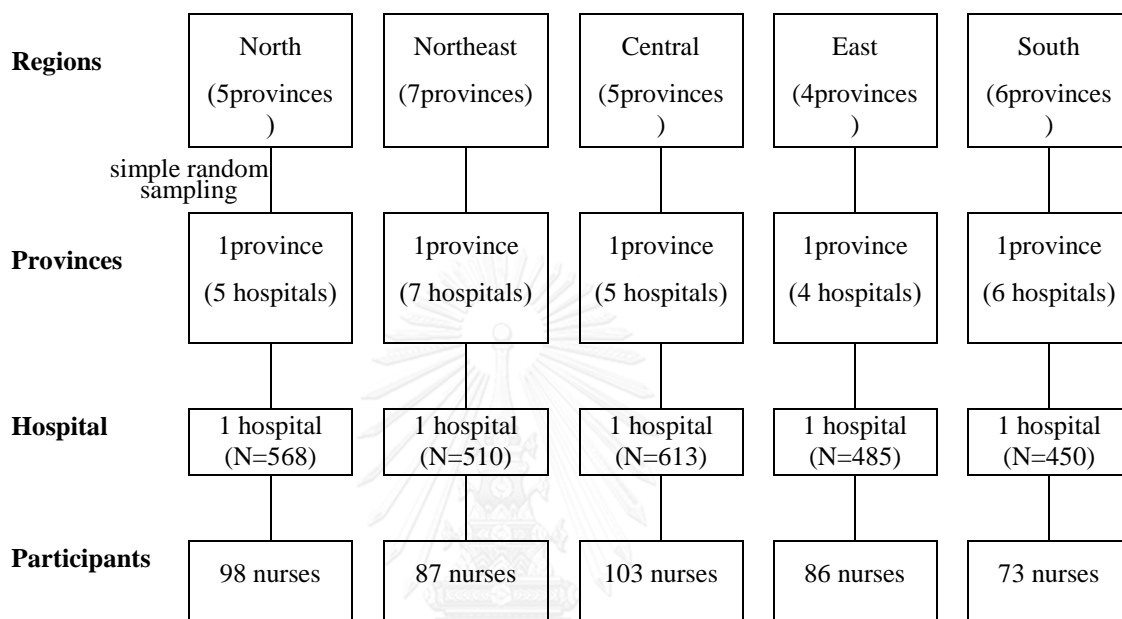 Regions
North
(5provinces
)
Northeast
(7provinces)
Central
(5provinces
)
East
(4provinces
)
South
(6provinces
)
simple random
sampling
Provinces
1province
(5 hospitals)
1province
(7 hospitals)
1province
(5 hospitals)
1province
(4 hospitals)
1province
(6 hospitals)
Hospital
1 hospital
(N=568)
1 hospital
(N=510)
1 hospital
(N=613)
1 hospital
(N=485)
1 hospital
(N=450)
Participants
98 nurses
87 nurses
103 nurses
86 nurses
73 nurses